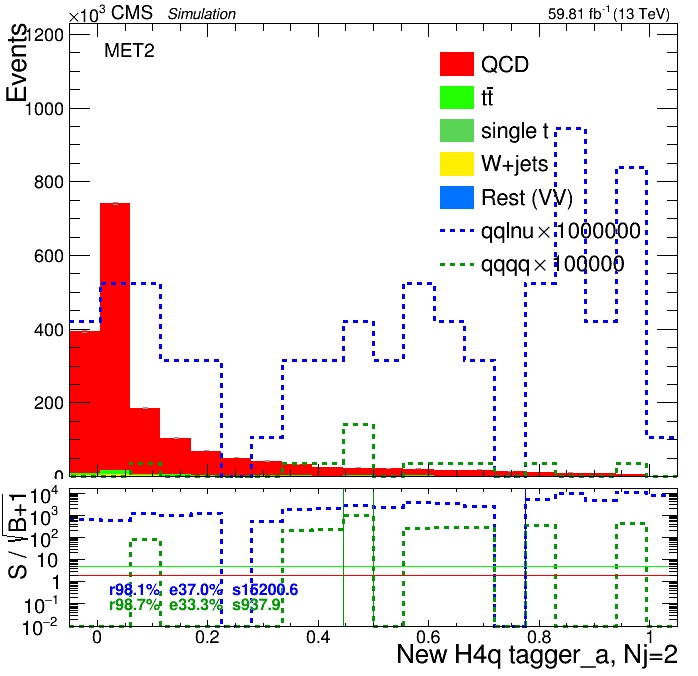 ×10³ CMS Simulation 59.81 fb⁻¹ (13 TeV)
Events
MET2
1200
1000
800
600
400
200
0
QCD
tt̄
single t
W+jets
Rest (VV)
qqlnu × 1000000
qqqq × 100000
S / √B+1
10⁴
10³
10²
10
1
10⁻¹
10⁻²
r98.1% e37.0% s15200.6
r98.7% e33.3% s937.9
0 0.2 0.4 0.6 0.8 1
New H4q tagger_a, Nj=2